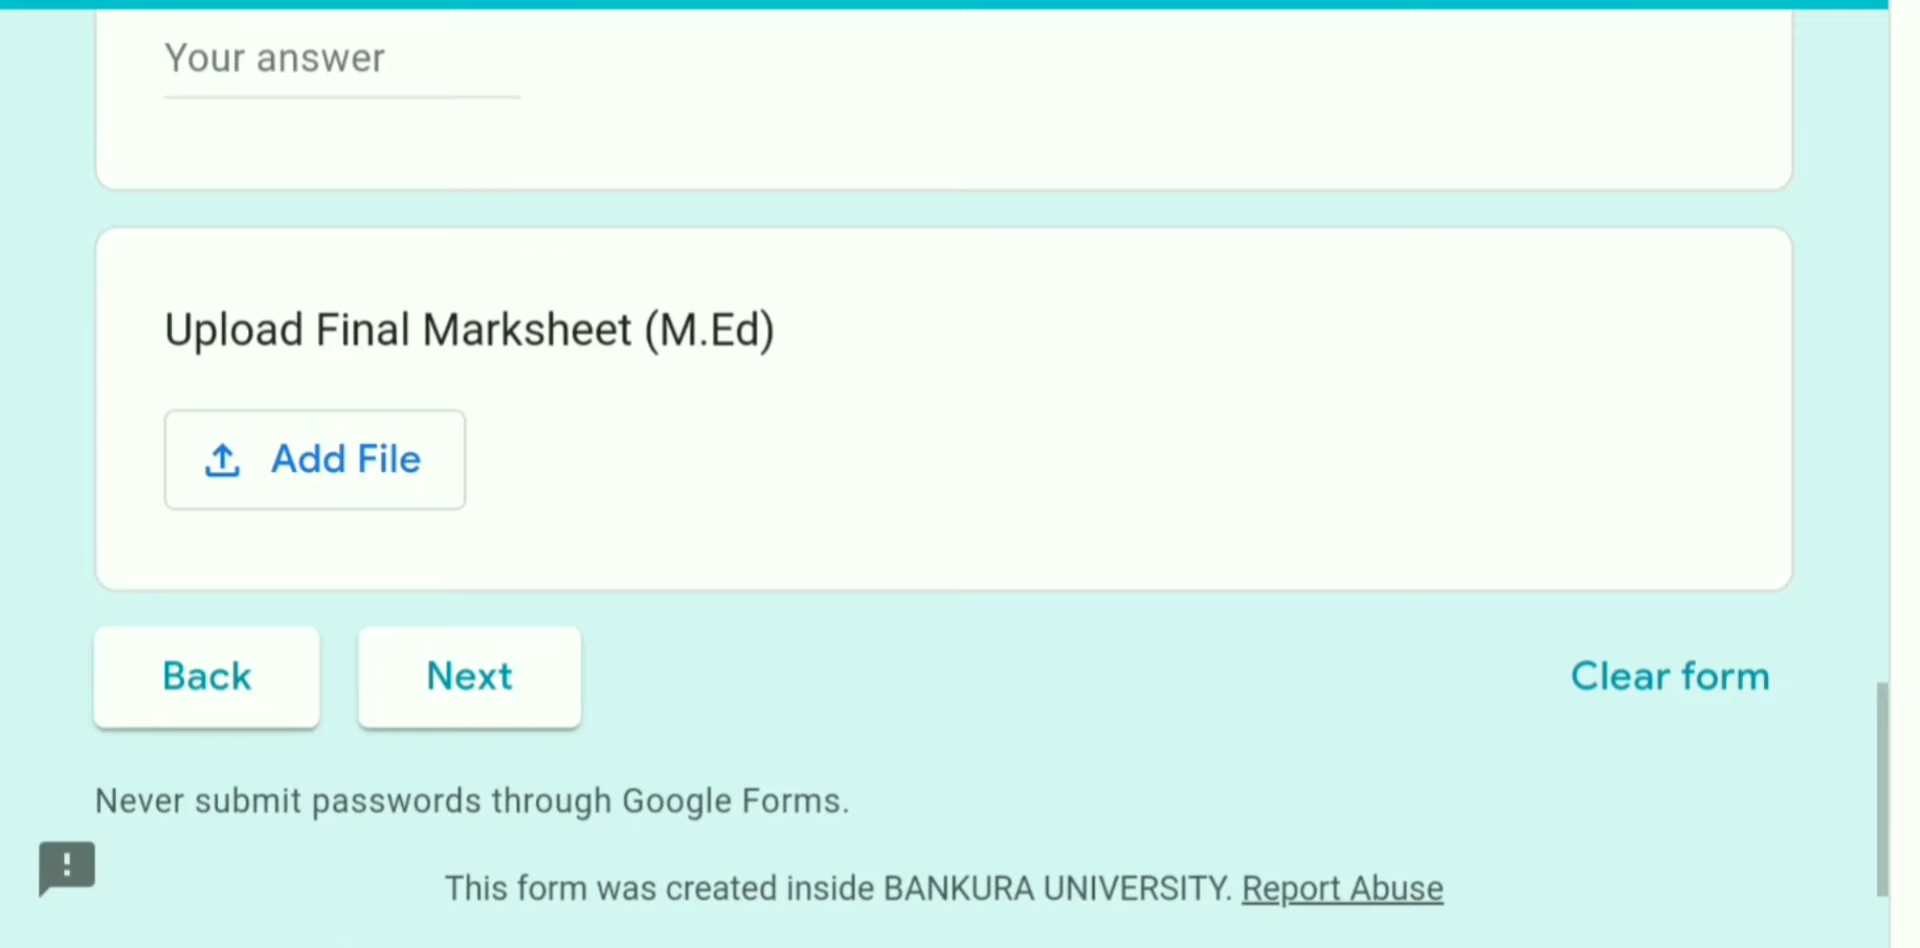 Your answer
Upload Final Marksheet (M.Ed)
Add File
Back
Next
Clear form
Never submit passwords through Google Forms.
This form was created inside BANKURA UNIVERSITY. Report Abuse